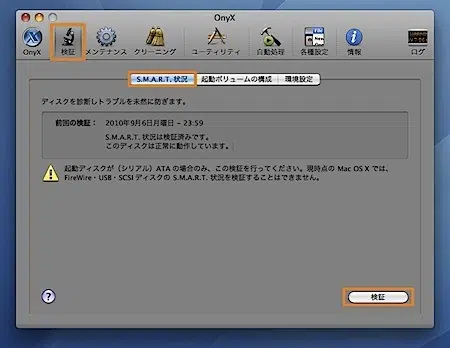 OnyX
OnyX 検証 メンテナンス クリーニング ユーティリティ 自動処理 各種設定 情報 ログ
S.M.A.R.T. 状況 起動ボリュームの構成 環境設定
ディスクを診断しトラブルを未然に防ぎます。
前回の検証： 2010年9月6日月曜日 - 23:59
S.M.A.R.T. 状況は検証済みです。
このディスクは正常に動作しています。
起動ディスクが（シリアル）ATA の場合のみ、この検証を行ってください。現時点の Mac OS X では、
FireWire・USB・SCSI ディスクの S.M.A.R.T. 状況を検証することはできません。
?
検証